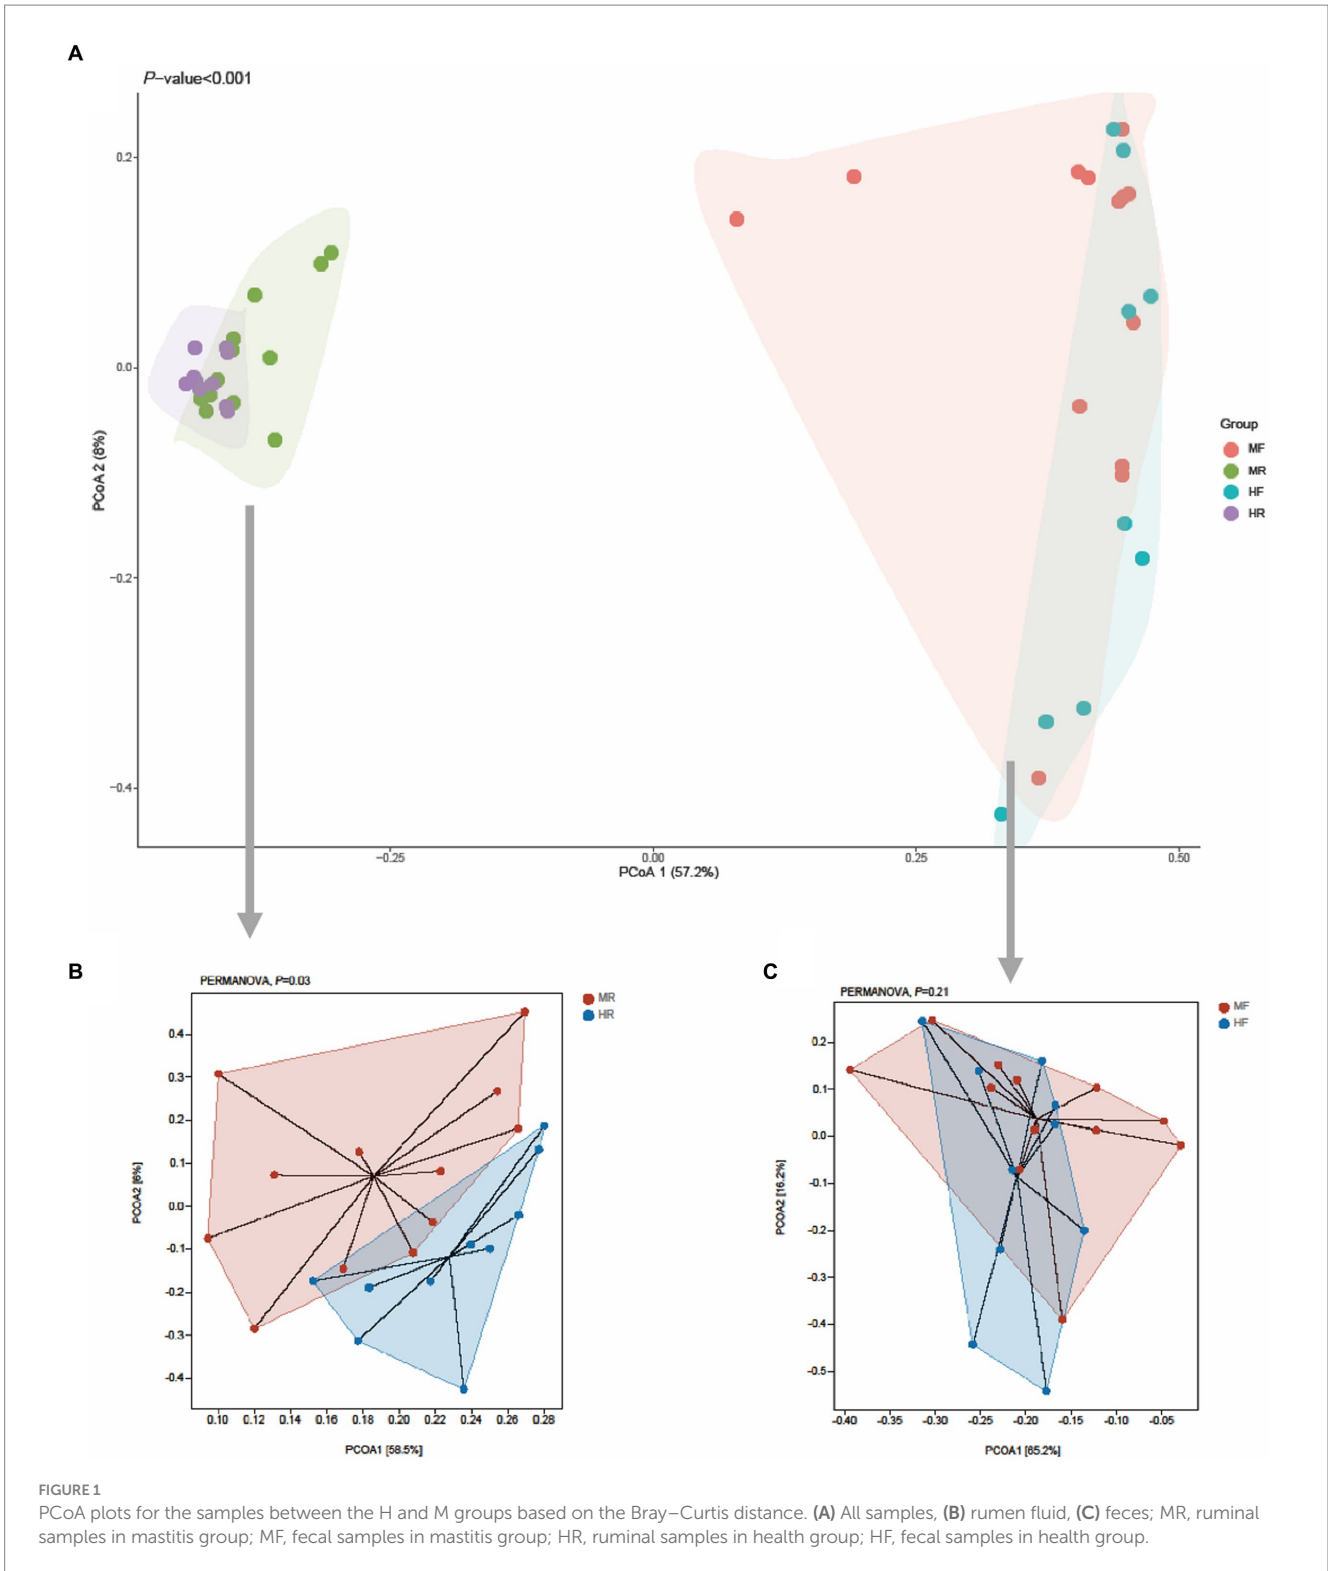 A
P-value<0.001
0.2
0.0
-0.2
-0.4
PCoA 2 (8%)
-0.25
0.00
0.25
0.50
PCoA 1 (57.2%)
Group
MF
MR
HF
HR
B
PERMANOVA, P=0.03
MR
HR
0.4
0.3
0.2
0.1
0.0
-0.1
-0.2
-0.3
-0.4
PCOA2 [6%]
0.10 0.12 0.14 0.16 0.18 0.20 0.22 0.24 0.26 0.28
PCOA1 [58.5%]
C
PERMANOVA, P=0.21
MF
HF
0.2
0.1
0.0
-0.1
-0.2
-0.3
-0.4
-0.5
PCOA2 [16.2%]
-0.40 -0.35 -0.30 -0.25 -0.20 -0.15 -0.10 -0.05
PCOA1 [65.2%]
FIGURE 1
PCoA plots for the samples between the H and M groups based on the Bray–Curtis distance. (A) All samples, (B) rumen fluid, (C) feces; MR, ruminal
samples in mastitis group; MF, fecal samples in mastitis group; HR, ruminal samples in health group; HF, fecal samples in health group.